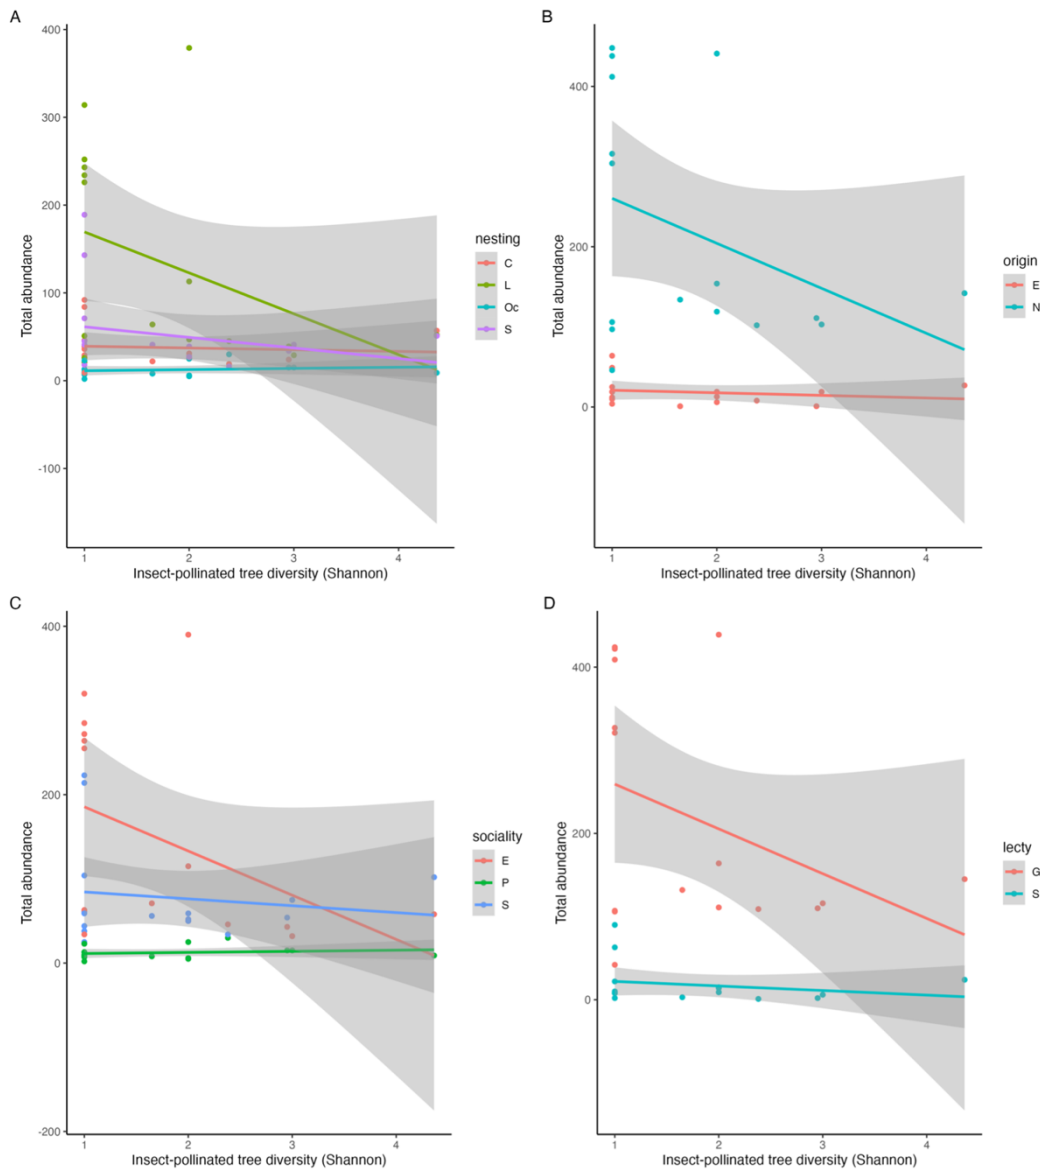 A
400
300
200
100
0
-100
1 2 3 4
Total abundance
Insect-pollinated tree diversity (Shannon)
nesting
C
L
Oc
S
B
400
200
0
1 2 3 4
Total abundance
Insect-pollinated tree diversity (Shannon)
origin
E
N
C
400
200
0
-200
1 2 3 4
Total abundance
Insect-pollinated tree diversity (Shannon)
sociality
E
P
S
D
400
200
0
1 2 3 4
Total abundance
Insect-pollinated tree diversity (Shannon)
lecty
G
S